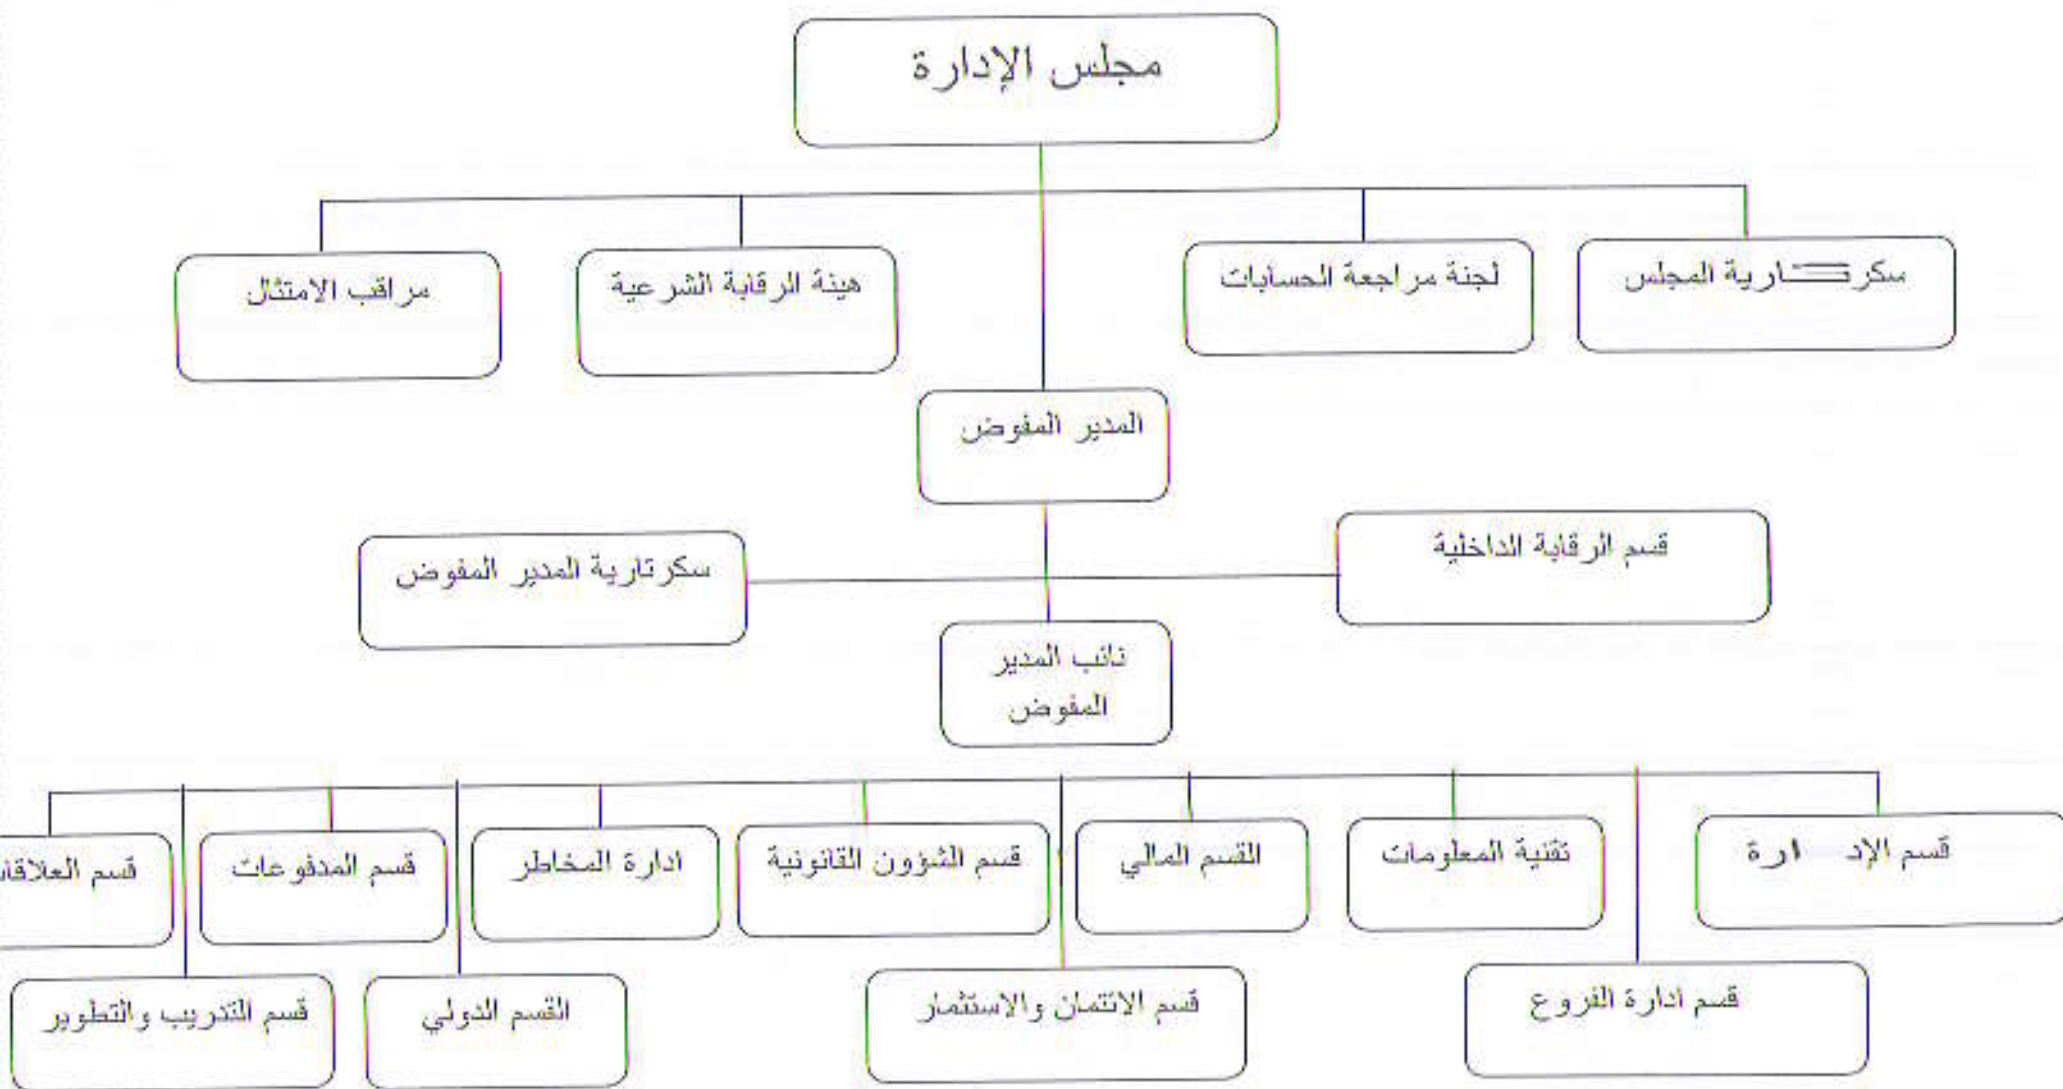 مجلس الإدارة
سكرتارية المجلس
لجنة مراجعة الحسابات
هيئة الرقابة الشرعية
مراقب الامتثال
المدير المفوض
قسم الرقابة الداخلية
سكرتارية المدير المفوض
نائب المدير
المفوض
قسم الإدارة
تقنية المعلومات
القسم المالي
قسم الشؤون القانونية
ادارة المخاطر
قسم المدفوعات
قسم
قسم ادارة الفروع
قسم الائتمان والاستثمار
القسم الدولي
قسم التدريب والتطوير